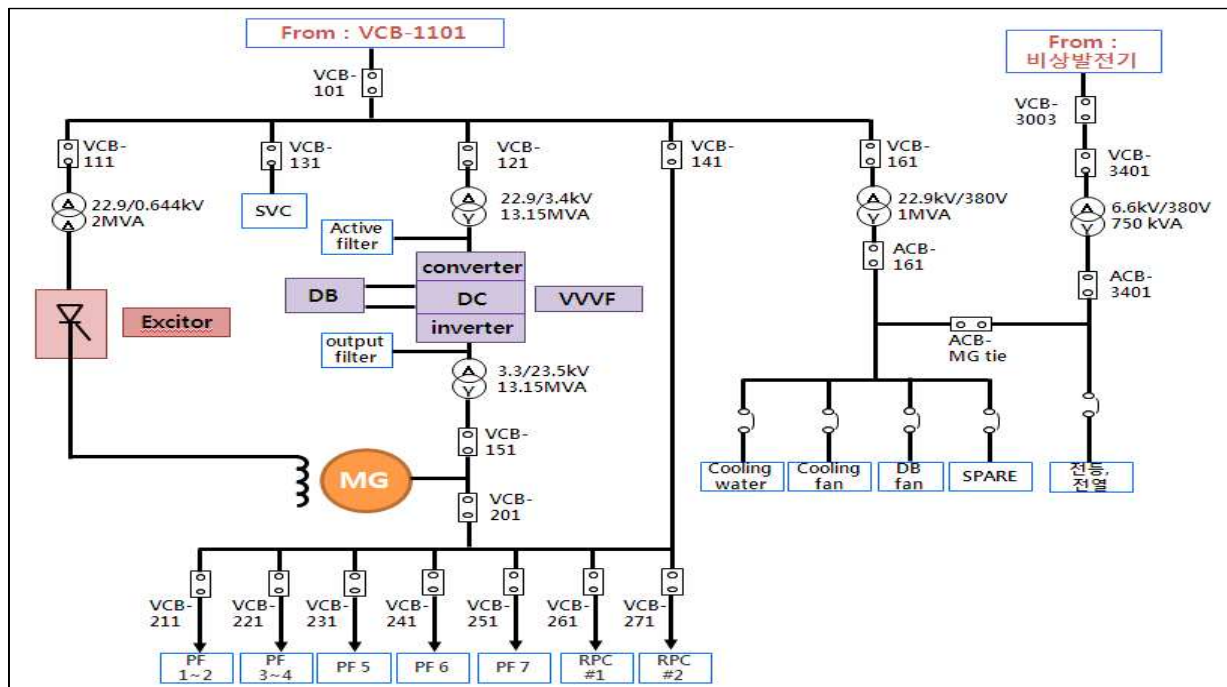 From : VCB-1101
From :
비상발전기
VCB-
101
VCB-
3003
VCB-
111
VCB-
131
VCB-
121
VCB-
141
VCB-
161
VCB-
3401
22.9/0.644kV
2MVA
SVC
22.9/3.4kV
13.15MVA
22.9kV/380V
1MVA
6.6kV/380V
750 kVA
Δ
Δ
Δ
Y
Δ
Y
Δ
Y
Active
filter
ACB-
161
ACB-
3401
converter
DB
DC
VVVF
inverter
Excitor
output
filter
ACB-
MG tie
3.3/23.5kV
13.15MVA
Δ
Y
VCB-
151
MG
VCB-
201
Cooling
water
Cooling
fan
DB
fan
SPARE
전등,
전열
VCB-
211
VCB-
221
VCB-
231
VCB-
241
VCB-
251
VCB-
261
VCB-
271
PF
1~2
PF
3~4
PF 5
PF 6
PF 7
RPC
#1
RPC
#2